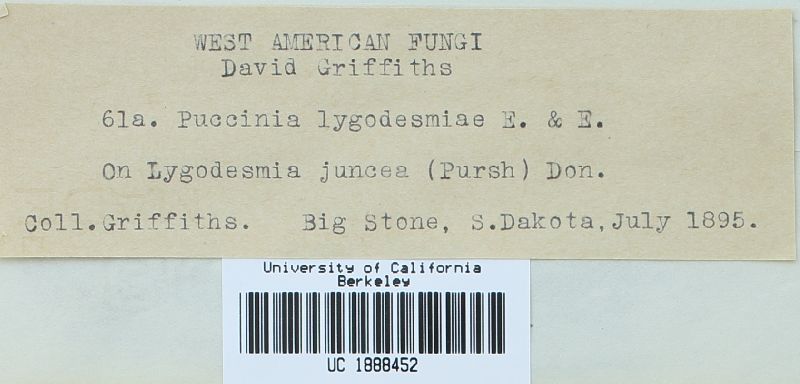 WEST AMERICAN FUNGI
David Griffiths
61a. Puccinia lygodesmiae E. & E.
On Lygodesmia juncea (Pursh) Don.
Coll.Griffiths. Big Stone, S.Dakota,July 1895.
University of California
Berkeley
UC 1888452